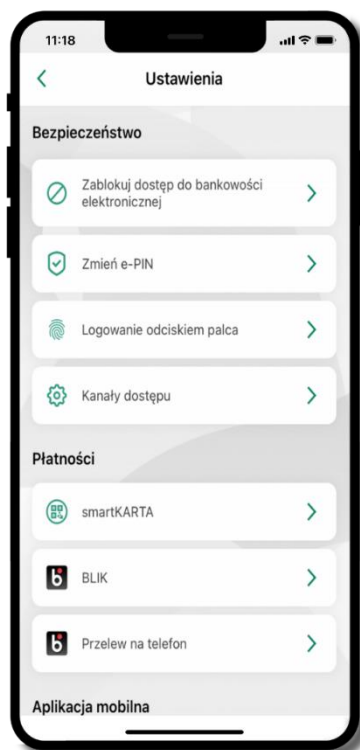 11:18
Ustawienia
Bezpieczeństwo
Zablokuj dostęp do bankowości
elektronicznej
Zmień e-PIN
Logowanie odciskiem palca
Kanały dostępu
Płatności
smartKARTA
BLIK
Przelew na telefon
Aplikacja mobilna